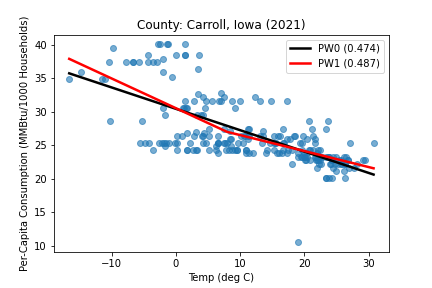 County: Carroll, Iowa (2021)
Per-Capita Consumption (MMBtu/1000 Households)
40
35
30
25
20
15
10
PW0 (0.474)
PW1 (0.487)
−10
0
10
20
30
Temp (deg C)